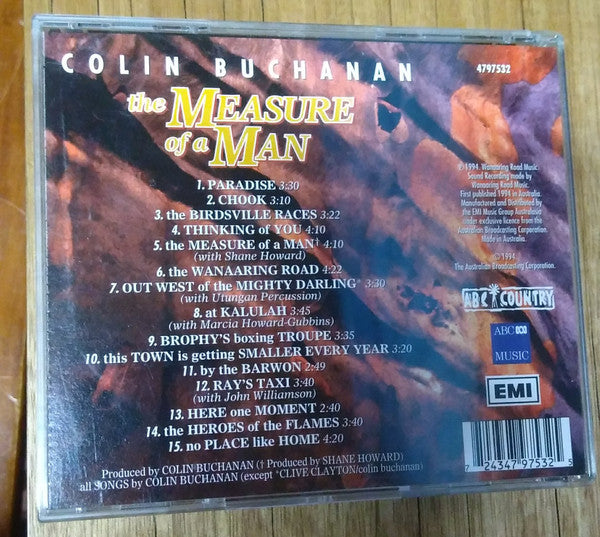 COLIN BUCHANAN
4797532
the MEASURE
of a MAN
1. PARADISE 3:30
2. CHOOK 3:10
3. the BIRDSVILLE RACES 3:22
4. THINKING of YOU 4:10
5. the MEASURE of a MAN† 4:10
(with Shane Howard)
6. the WANAARING ROAD 4:22
7. OUT WEST of the MIGHTY DARLING* 3:30
(with Utungan Percussion)
8. at KALULAH 3:45
(with Marcia Howard-Gubbins)
9. BROPHY'S boxing TROUPE 3:35
10. this TOWN is getting SMALLER EVERY YEAR 3:20
11. by the BARWON 2:49
12. RAY'S TAXI 3:40
(with John Williamson)
13. HERE one MOMENT 2:40
14. the HEROES of the FLAMES 3:40
15. no PLACE like HOME 4:20
Produced by COLIN BUCHANAN († Produced by SHANE HOWARD)
all SONGS by COLIN BUCHANAN (except *CLIVE CLAYTON/colin buchanan)
℗ 1994. Wanaaring Road Music.
Sound Recording made by
Wanaaring Road Music.
First published 1994 in Australia.
Manufactured and Distributed by
the EMI Music Group Australasia
under exclusive licence from the
Australian Broadcasting Corporation.
Made in Australia.
© 1994
The Australian Broadcasting Corporation.
ABC COUNTRY
ABC
MUSIC
EMI
7 24347 97532 5